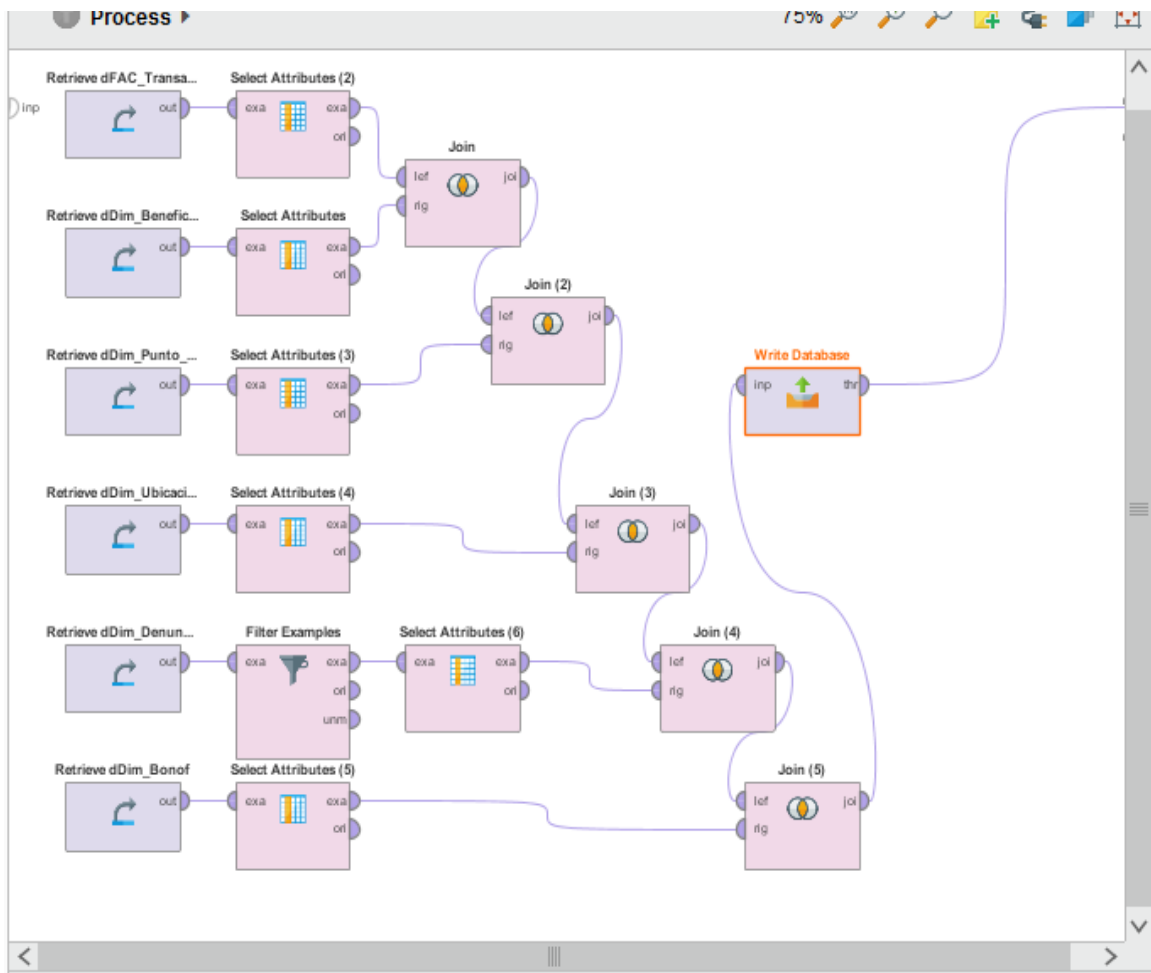 Process
75%
Retrieve dFAC_Transa...
Select Attributes (2)
inp
out
exa
exa
ori
Join
lef
joi
rig
Retrieve dDim_Benefic...
Select Attributes
out
exa
exa
ori
Join (2)
lef
joi
rig
Retrieve dDim_Punto_...
Select Attributes (3)
out
exa
exa
ori
Write Database
inp
thr
Retrieve dDim_Ubicaci...
Select Attributes (4)
out
exa
exa
ori
Join (3)
lef
joi
rig
Retrieve dDim_Denun...
Filter Examples
Select Attributes (6)
out
exa
exa
ori
unm
exa
exa
ori
Join (4)
lef
joi
rig
Retrieve dDim_Bonof
Select Attributes (5)
out
exa
exa
ori
Join (5)
lef
joi
rig